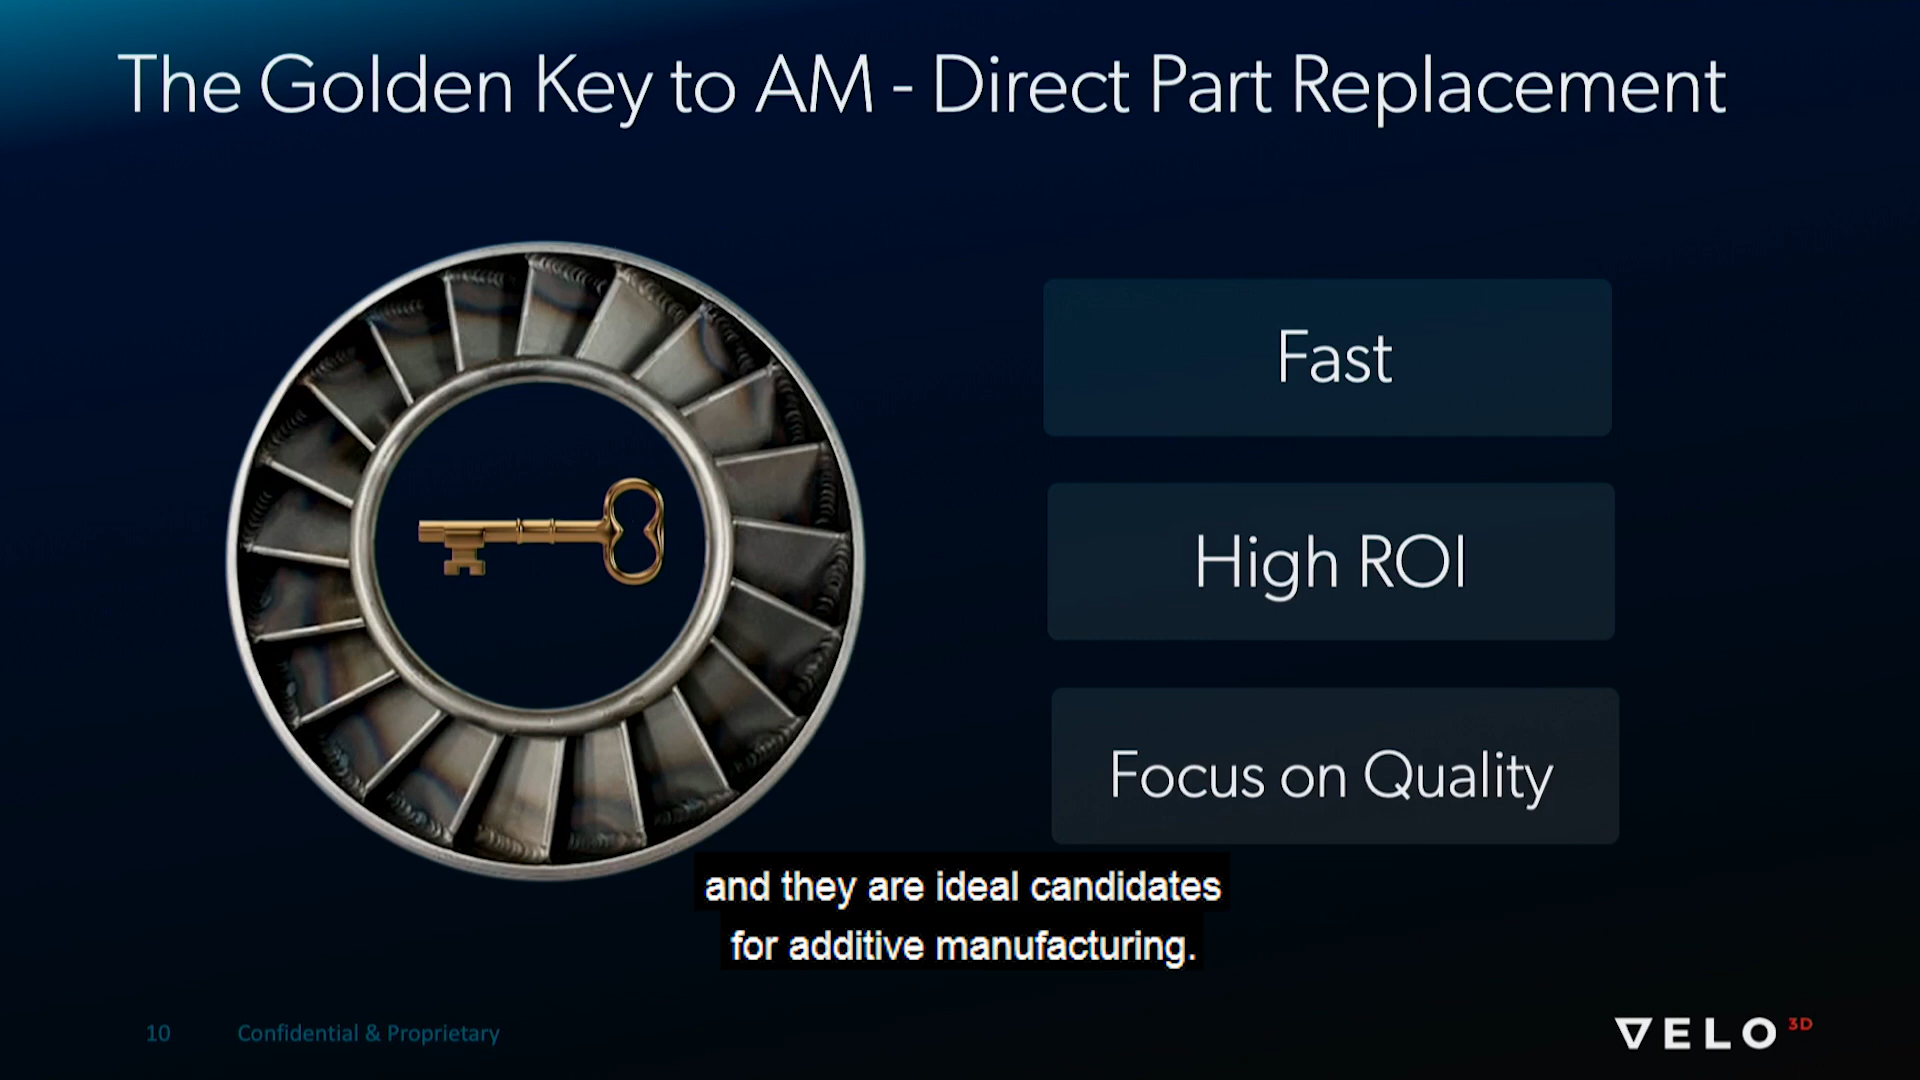 The Golden Key to AM - Direct Part Replacement
Fast
High ROI
Focus on Quality
and they are ideal candidates
for additive manufacturing.
10 Confidential & Proprietary
VELO 3D